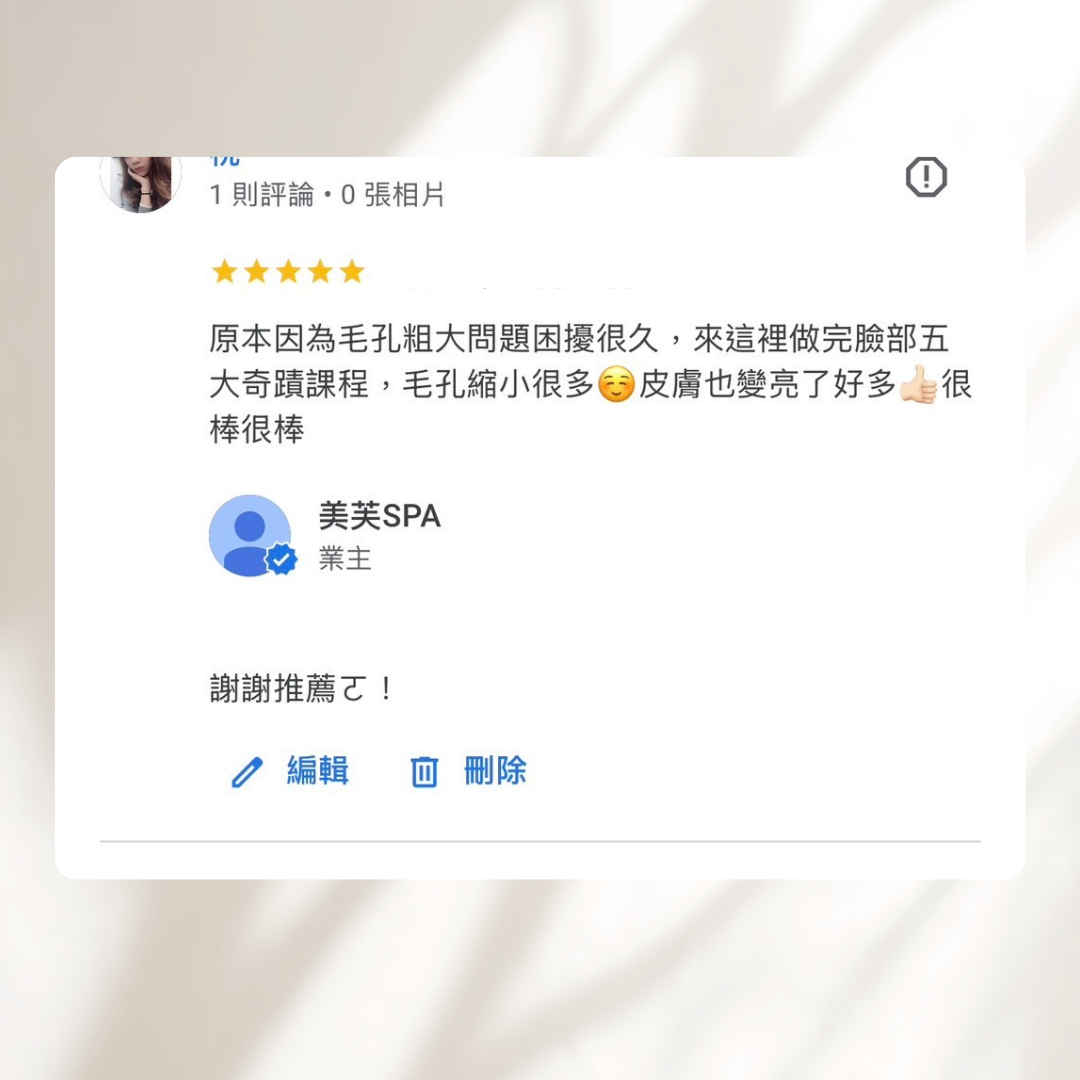 1 則評論・0 張相片
原本因為毛孔粗大問題困擾很久，來這裡做完臉部五
大奇蹟課程，毛孔縮小很多☺️皮膚也變亮了好多👍🏻很
棒很棒
美芙SPA
業主
謝謝推薦ㄛ！
編輯 刪除